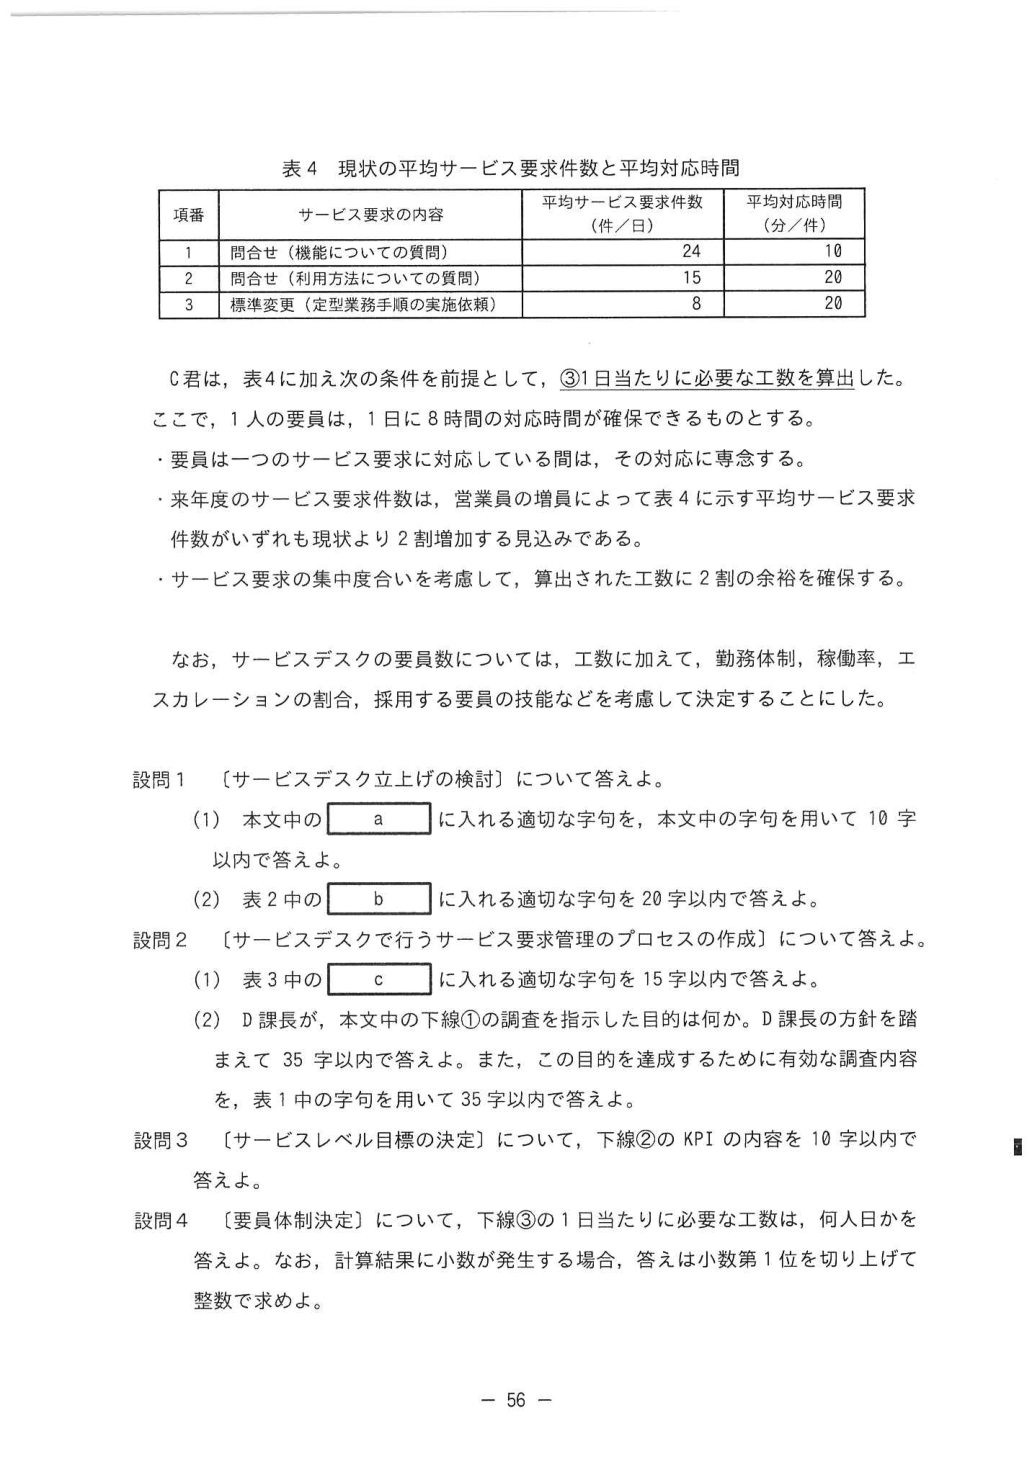 表4 現状の平均サービス要求件数と平均対応時間
項番 サービス要求の内容 平均サービス要求件数（件／日） 平均対応時間（分／件）
1 問合せ（機能についての質問） 24 10
2 問合せ（利用方法についての質問） 15 20
3 標準変更（定型業務手順の実施依頼） 8 20
C君は，表4に加え次の条件を前提として，③1日当たりに必要な工数を算出した。
ここで，1人の要員は，1日に8時間の対応時間が確保できるものとする。
・要員は一つのサービス要求に対応している間は，その対応に専念する。
・来年度のサービス要求件数は，営業員の増員によって表4に示す平均サービス要求
件数がいずれも現状より2割増加する見込みである。
・サービス要求の集中度合いを考慮して，算出された工数に2割の余裕を確保する。
なお，サービスデスクの要員数については，工数に加えて，勤務体制，稼働率，エ
スカレーションの割合，採用する要員の技能などを考慮して決定することにした。
設問1 〔サービスデスク立上げの検討〕について答えよ。
(1) 本文中の a に入れる適切な字句を，本文中の字句を用いて 10 字
以内で答えよ。
(2) 表2中の b に入れる適切な字句を20字以内で答えよ。
設問2 〔サービスデスクで行うサービス要求管理のプロセスの作成〕について答えよ。
(1) 表3中の c に入れる適切な字句を15字以内で答えよ。
(2) D課長が，本文中の下線①の調査を指示した目的は何か。D課長の方針を踏
まえて 35 字以内で答えよ。また，この目的を達成するために有効な調査内容
を，表1中の字句を用いて35字以内で答えよ。
設問3 〔サービスレベル目標の決定〕について，下線②の KPI の内容を 10 字以内で
答えよ。
設問4 〔要員体制決定〕について，下線③の1日当たりに必要な工数は，何人日かを
答えよ。なお，計算結果に小数が発生する場合，答えは小数第1位を切り上げて
整数で求めよ。
－ 56 －